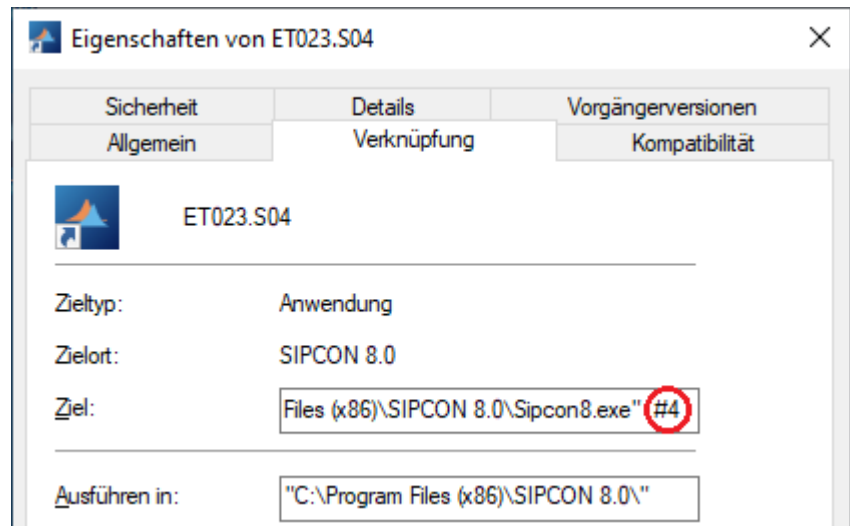 Eigenschaften von ET023.S04
Sicherheit Details Vorgängerversionen
Allgemein Verknüpfung Kompatibilität
ET023.S04
Zieltyp: Anwendung
Zielort: SIPCON 8.0
Ziel: Files (x86)\SIPCON 8.0\Sipcon8.exe" #4
Ausführen in: "C:\Program Files (x86)\SIPCON 8.0\"